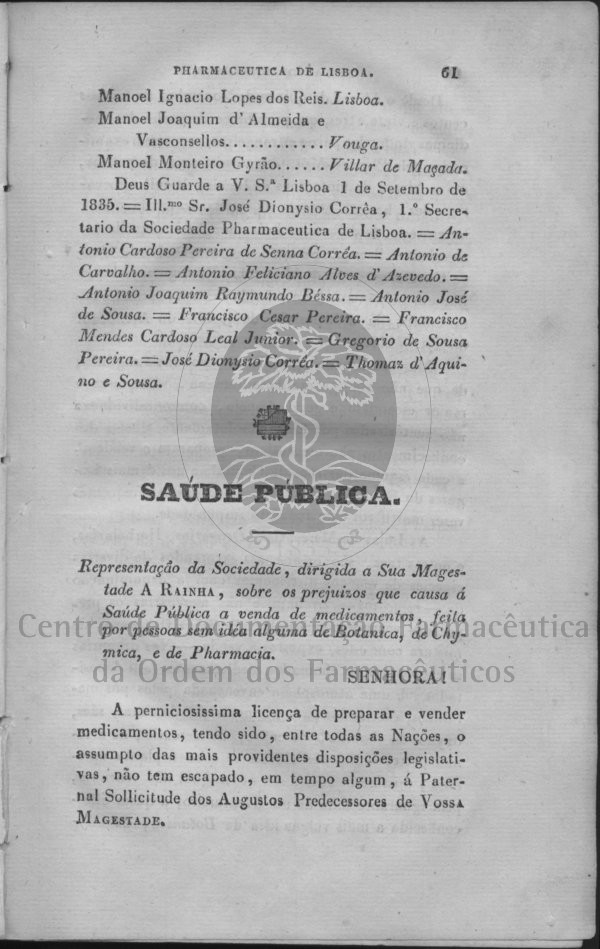 PHARMACEUTICA DE LISBOA. 61
Manoel Ignacio Lopes dos Reis. Lisboa.
Manoel Joaquim d' Almeida e
Vasconsellos............ Vouga.
Manoel Monteiro Gyrão...... Villar de Maçada.
Deus Guarde a V. S.ª Lisboa 1 de Setembro de
1835. = Ill.mo Sr. José Dionysio Corrêa, 1.º Secre-
tario da Sociedade Pharmaceutica de Lisboa. = An-
tonio Cardoso Pereira de Senna Corréa. = Antonio de
Carvalho. = Antonio Feliciano Alves d' Azevedo. =
Antonio Joaquim Raymundo Béssa. = Antonio José
de Sousa. = Francisco Cesar Pereira. = Francisco
Mendes Cardoso Leal Junior. = Gregorio de Sousa
Pereira. = José Dionysio Corréa. = Thomaz d' Aqui-
no e Sousa.
SAÚDE PÚBLICA.
Representação da Sociedade, dirigida a Sua Mages-
tade A RAINHA, sobre os prejuizos que causa á
Saúde Pública a venda de medicamentos, feita
por pessoas sem idéa alguma de Botanica, de Chy-
mica, e de Pharmacia.
SENHORA!
A perniciosissima licença de preparar e vender
medicamentos, tendo sido, entre todas as Nações, o
assumpto das mais providentes disposições legislati-
vas, não tem escapado, em tempo algum, á Pater-
nal Sollicitude dos Augustos Predecessores de VOSSA
MAGESTADE.
Centro de Documentação Farmacêutica
da Ordem dos Farmacêuticos